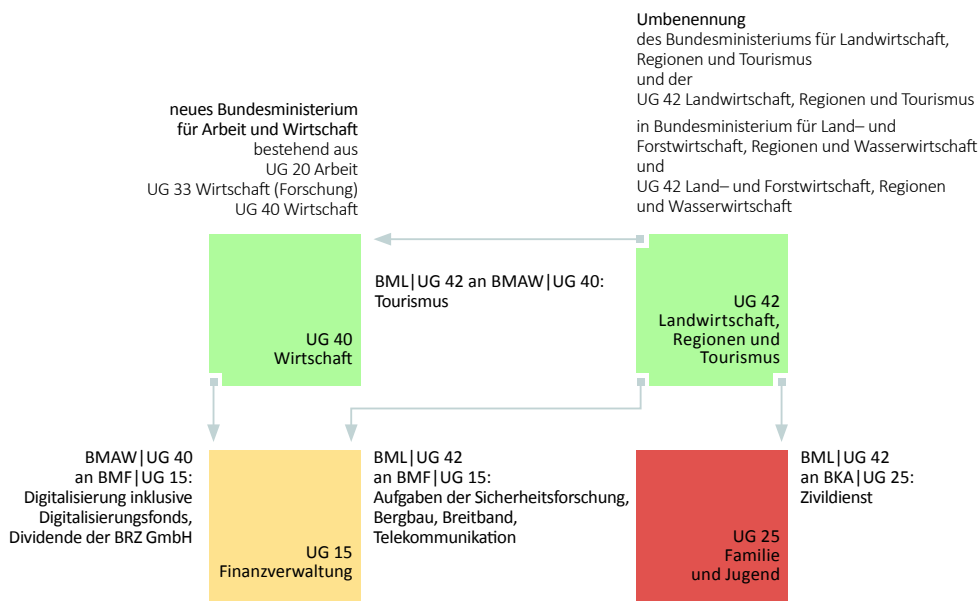 Umbenennung
des Bundesministeriums für Landwirtschaft,
Regionen und Tourismus
und der
UG 42 Landwirtschaft, Regionen und Tourismus
in Bundesministerium für Land– und
Forstwirtschaft, Regionen und Wasserwirtschaft
und
UG 42 Land– und Forstwirtschaft, Regionen
und Wasserwirtschaft
neues Bundesministerium
für Arbeit und Wirtschaft
bestehend aus
UG 20 Arbeit
UG 33 Wirtschaft (Forschung)
UG 40 Wirtschaft
UG 40
Wirtschaft
BML|UG 42 an BMAW|UG 40:
Tourismus
UG 42
Landwirtschaft,
Regionen und
Tourismus
BMAW|UG 40
an BMF|UG 15:
Digitalisierung inklusive
Digitalisierungsfonds,
Dividende der BRZ GmbH
UG 15
Finanzverwaltung
BML|UG 42
an BMF|UG 15:
Aufgaben der Sicherheitsforschung,
Bergbau, Breitband,
Telekommunikation
UG 25
Familie
und Jugend
BML|UG 42
an BKA|UG 25:
Zivildienst